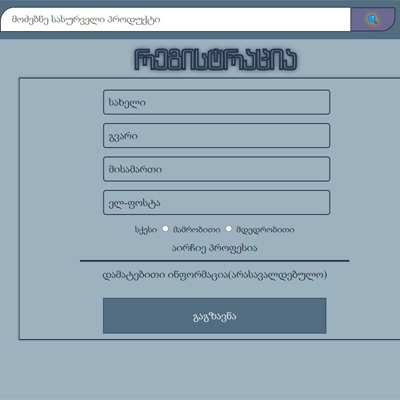 მოძებნე სასურველი პროდუქტი
რეგისტრაცია
სახელი
გვარი
მისამართი
ელ-ფოსტა
სქესი მამრობითი მდედრობითი
აირჩიე პროფესია
დამატებითი ინფორმაცია(არასავალდებულო)
გაგზავნა